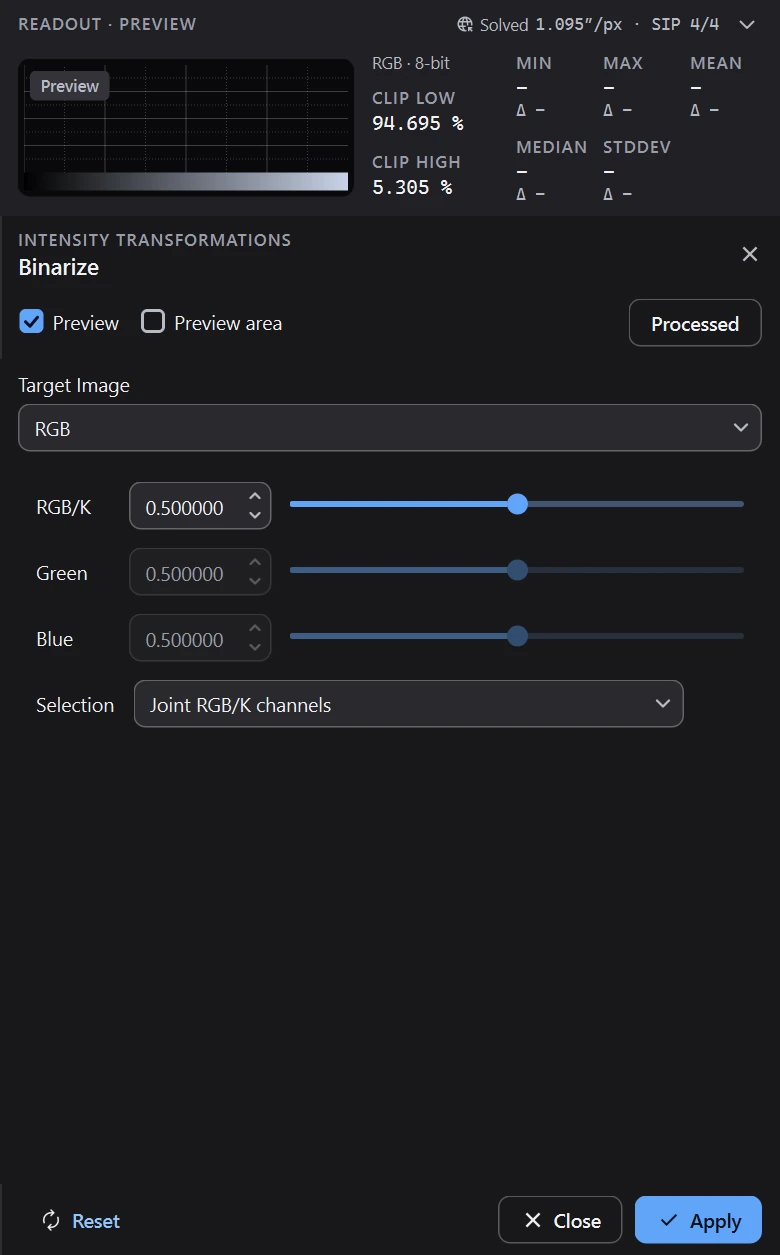 READOUT · PREVIEW
Solved 1.095″/px · SIP 4/4
Preview
RGB · 8-bit
CLIP LOW
94.695 %
CLIP HIGH
5.305 %
MIN MAX MEAN
– – –
Δ – Δ – Δ –
MEDIAN STDDEV
– –
Δ – Δ –
INTENSITY TRANSFORMATIONS
Binarize
Preview Preview area
Processed
Target Image
RGB
RGB/K 0.500000
Green 0.500000
Blue 0.500000
Selection Joint RGB/K channels
Reset Close Apply